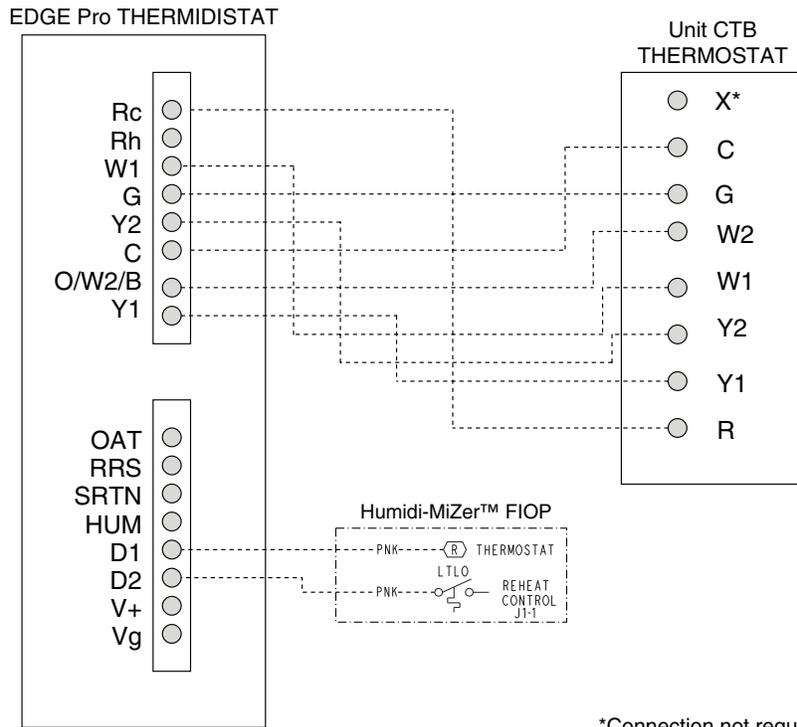 EDGE Pro THERMIDISTAT
Unit CTB
THERMOSTAT
Rc
Rh
W1
G
Y2
C
O/W2/B
Y1
X*
C
G
W2
W1
Y2
Y1
R
OAT
RRS
SRTN
HUM
D1
D2
V+
Vg
Humidi-MiZer™ FIOP
PNK
R
THERMOSTAT
LTLO
PNK
REHEAT
CONTROL
J1-1
*Connection not requ